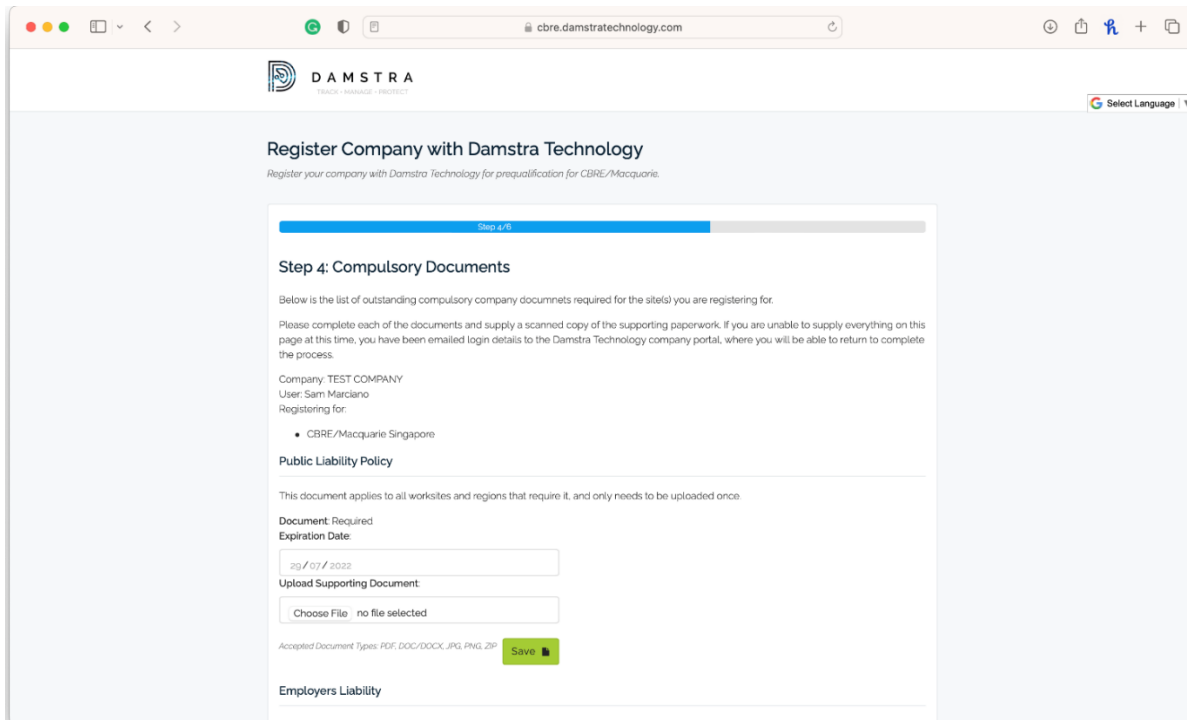 cbre.damstratechnology.com
DAMSTRA
TRACK - MANAGE - PROTECT
G Select Language
Register Company with Damstra Technology
Register your company with Damstra Technology for prequalification for CBRE/Macquarie.
Step 4/6
Step 4: Compulsory Documents
Below is the list of outstanding compulsory company documnets required for the site(s) you are registering for.
Please complete each of the documents and supply a scanned copy of the supporting paperwork. If you are unable to supply everything on this
page at this time, you have been emailed login details to the Damstra Technology company portal, where you will be able to return to complete
the process.
Company: TEST COMPANY
User: Sam Marciano
Registering for:
• CBRE/Macquarie Singapore
Public Liability Policy
This document applies to all worksites and regions that require it, and only needs to be uploaded once.
Document: Required
Expiration Date:
29/07/2022
Upload Supporting Document:
Choose File no file selected
Accepted Document Types: PDF, DOC/DOCX, JPG, PNG, ZIP Save
Employers Liability